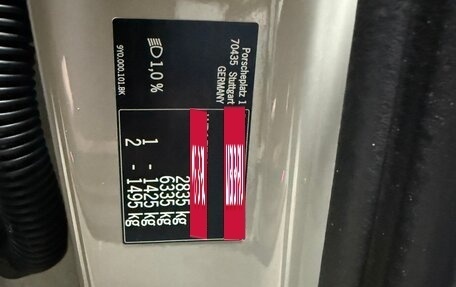 Porscheplatz 1
70435 Stuttgart
GERMANY
2835 kg
6335 kg
1 - 1425 kg
2 - 1495 kg
1,0 %
9Y0.000.101.BK